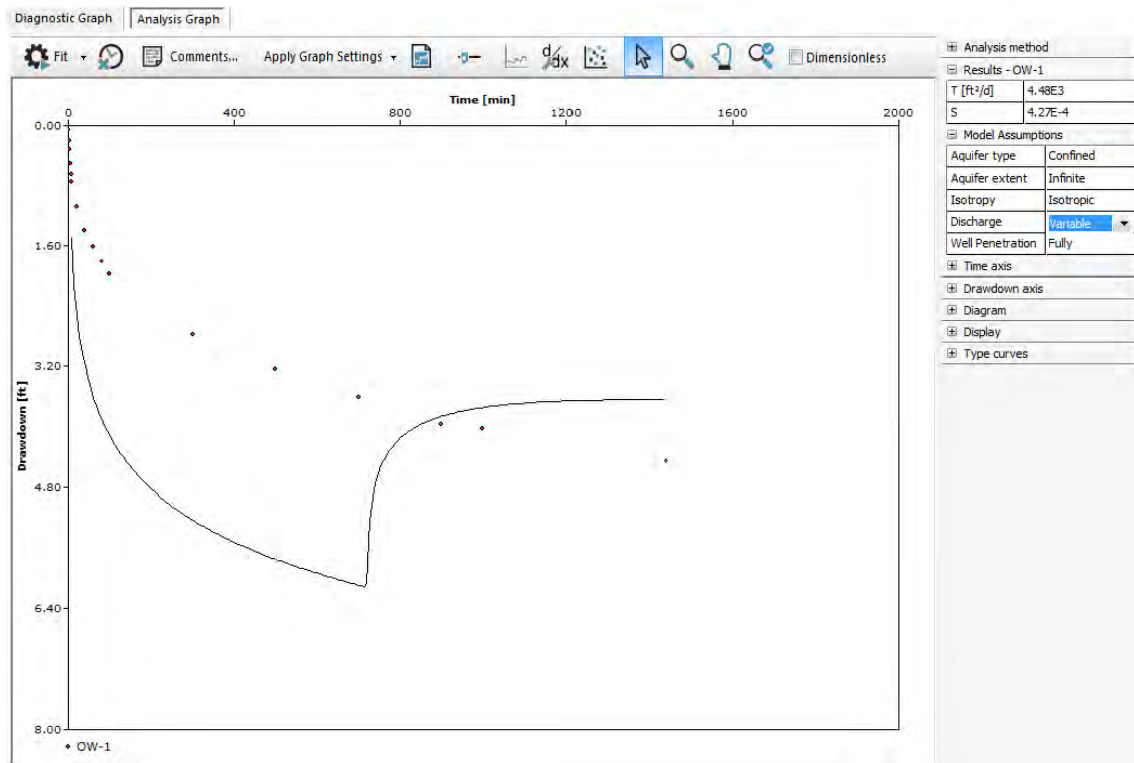 Diagnostic Graph Analysis Graph
Fit Comments... Apply Graph Settings d/dx Dimensionless
Time [min]
0 400 800 1200 1600 2000
Drawdown [ft]
0.00
1.60
3.20
4.80
6.40
8.00
OW-1
Analysis method
Results - OW-1
T [ft²/d] 4.48E3
S 4.27E-4
Model Assumptions
Aquifer type Confined
Aquifer extent Infinite
Isotropy Isotropic
Discharge Variable
Well Penetration Fully
Time axis
Drawdown axis
Diagram
Display
Type curves